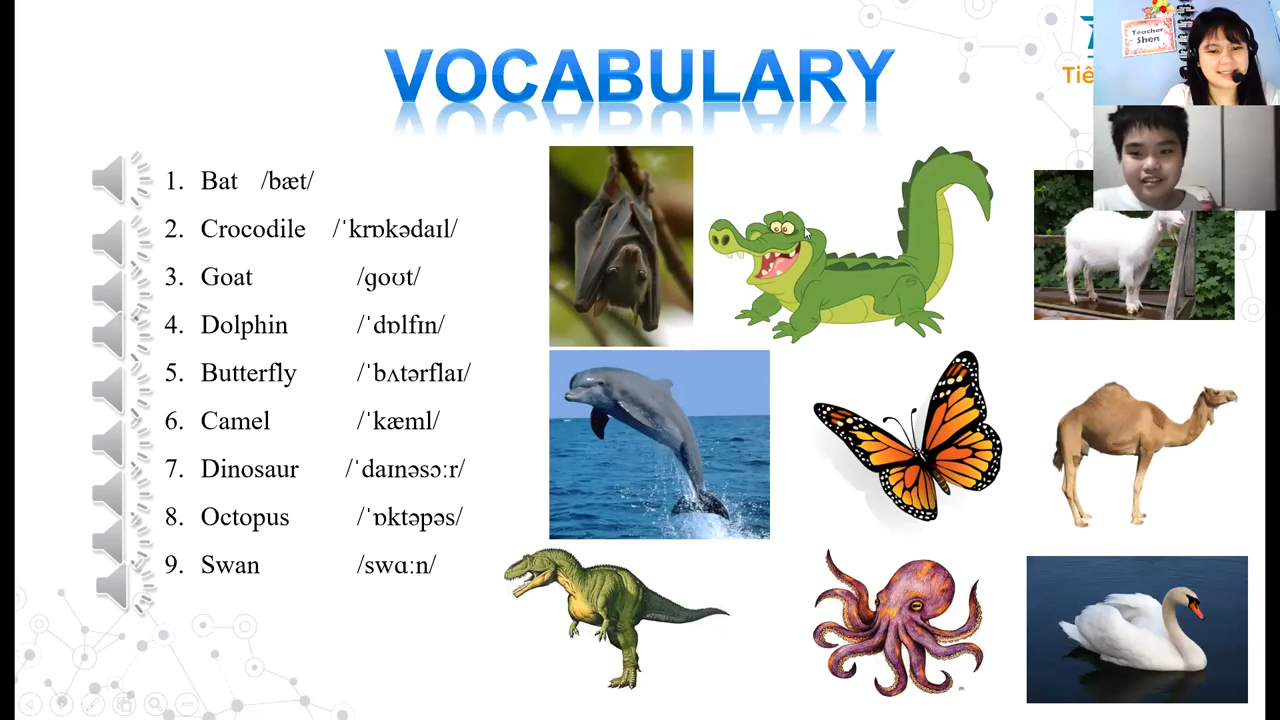 VOCABULARY
Teacher
Shen
Tiế
1. Bat /bæt/
2. Crocodile /ˈkrɒkədaɪl/
3. Goat /ɡoʊt/
4. Dolphin /ˈdɒlfɪn/
5. Butterfly /ˈbʌtərflaɪ/
6. Camel /ˈkæml/
7. Dinosaur /ˈdaɪnəsɔːr/
8. Octopus /ˈɒktəpəs/
9. Swan /swɑːn/